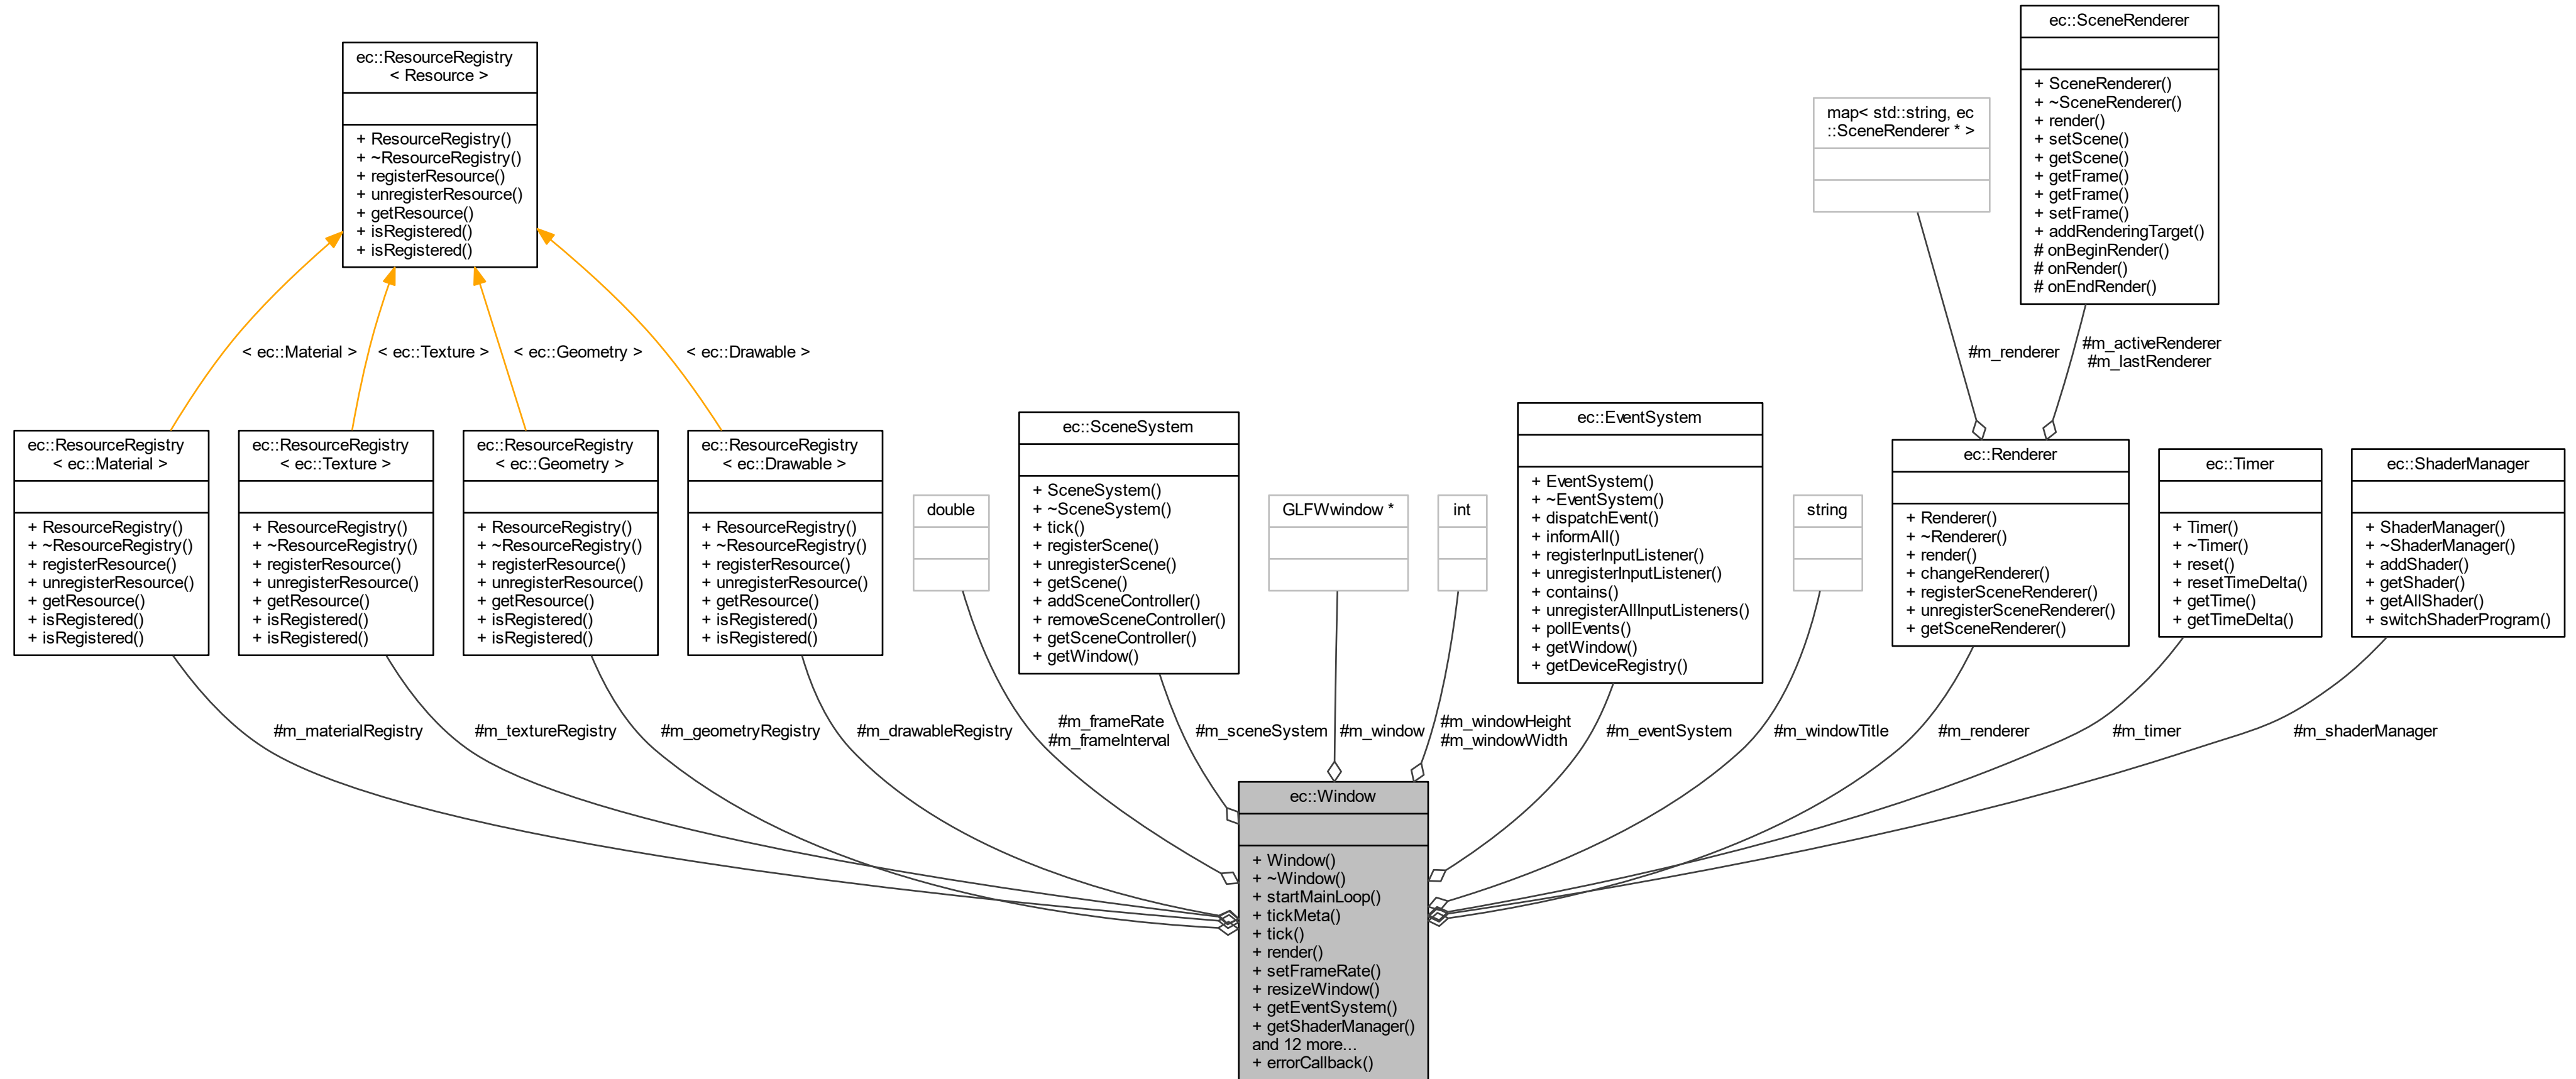 ec::SceneRenderer
+ SceneRenderer()
+ ~SceneRenderer()
+ render()
+ setScene()
+ getScene()
+ getFrame()
+ getFrame()
+ setFrame()
+ addRenderingTarget()
# onBeginRender()
# onRender()
# onEndRender()
ec::ResourceRegistry
< Resource >
+ ResourceRegistry()
+ ~ResourceRegistry()
+ registerResource()
+ unregisterResource()
+ getResource()
+ isRegistered()
+ isRegistered()
map< std::string, ec
::SceneRenderer * >
< ec::Material >
< ec::Texture >
< ec::Geometry >
< ec::Drawable >
#m_renderer
#m_activeRenderer
#m_lastRenderer
ec::ResourceRegistry
< ec::Material >
+ ResourceRegistry()
+ ~ResourceRegistry()
+ registerResource()
+ unregisterResource()
+ getResource()
+ isRegistered()
+ isRegistered()
ec::ResourceRegistry
< ec::Texture >
+ ResourceRegistry()
+ ~ResourceRegistry()
+ registerResource()
+ unregisterResource()
+ getResource()
+ isRegistered()
+ isRegistered()
ec::ResourceRegistry
< ec::Geometry >
+ ResourceRegistry()
+ ~ResourceRegistry()
+ registerResource()
+ unregisterResource()
+ getResource()
+ isRegistered()
+ isRegistered()
ec::ResourceRegistry
< ec::Drawable >
+ ResourceRegistry()
+ ~ResourceRegistry()
+ registerResource()
+ unregisterResource()
+ getResource()
+ isRegistered()
+ isRegistered()
double
ec::SceneSystem
+ SceneSystem()
+ ~SceneSystem()
+ tick()
+ registerScene()
+ unregisterScene()
+ getScene()
+ addSceneController()
+ removeSceneController()
+ getSceneController()
+ getWindow()
GLFWwindow *
int
ec::EventSystem
+ EventSystem()
+ ~EventSystem()
+ dispatchEvent()
+ informAll()
+ registerInputListener()
+ unregisterInputListener()
+ contains()
+ unregisterAllInputListeners()
+ pollEvents()
+ getWindow()
+ getDeviceRegistry()
string
ec::Renderer
+ Renderer()
+ ~Renderer()
+ render()
+ changeRenderer()
+ registerSceneRenderer()
+ unregisterSceneRenderer()
+ getSceneRenderer()
ec::Timer
+ Timer()
+ ~Timer()
+ reset()
+ resetTimeDelta()
+ getTime()
+ getTimeDelta()
ec::ShaderManager
+ ShaderManager()
+ ~ShaderManager()
+ addShader()
+ getShader()
+ getAllShader()
+ switchShaderProgram()
#m_materialRegistry
#m_textureRegistry
#m_geometryRegistry
#m_drawableRegistry
#m_frameRate
#m_frameInterval
#m_sceneSystem
#m_window
#m_windowHeight
#m_windowWidth
#m_eventSystem
#m_windowTitle
#m_renderer
#m_timer
#m_shaderManager
ec::Window
+ Window()
+ ~Window()
+ startMainLoop()
+ tickMeta()
+ tick()
+ render()
+ setFrameRate()
+ resizeWindow()
+ getEventSystem()
+ getShaderManager()
and 12 more...
+ errorCallback()